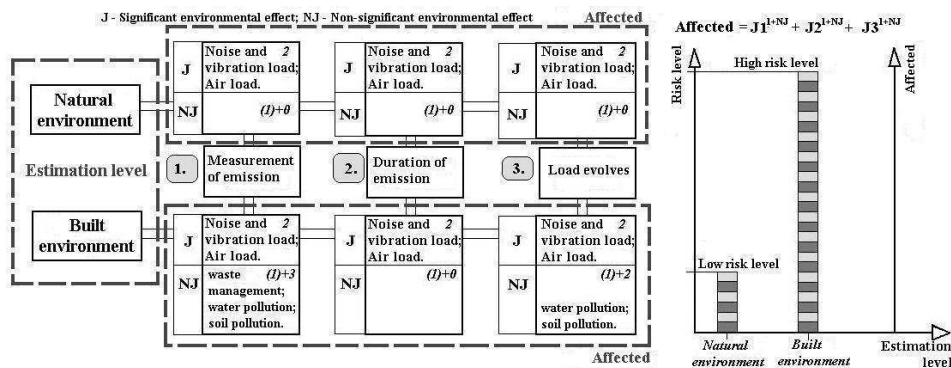 J - Significant environmental effect; NJ - Non-significant environmental effect
Affected
Natural
environment
Estimation level
Built
environment
J
Noise and 2
vibration load;
Air load.
NJ
(1)+0
J
Noise and 2
vibration load;
Air load.
NJ
(1)+0
J
Noise and 2
vibration load;
Air load.
NJ
(1)+0
1.
Measurement
of emission
2.
Duration of
emission
3.
Load evolves
J
Noise and 2
vibration load;
Air load.
NJ
waste (1)+3
management;
water pollution;
soil pollution.
J
Noise and 2
vibration load;
Air load.
NJ
(1)+0
J
Noise and 2
vibration load;
Air load.
NJ
(1)+2
water pollution;
soil pollution.
Affected
Affected = J1^1+NJ + J2^1+NJ + J3^1+NJ
Risk level
High risk level
Affected
Low risk level
Natural
environment
Built
environment
Estimation
level